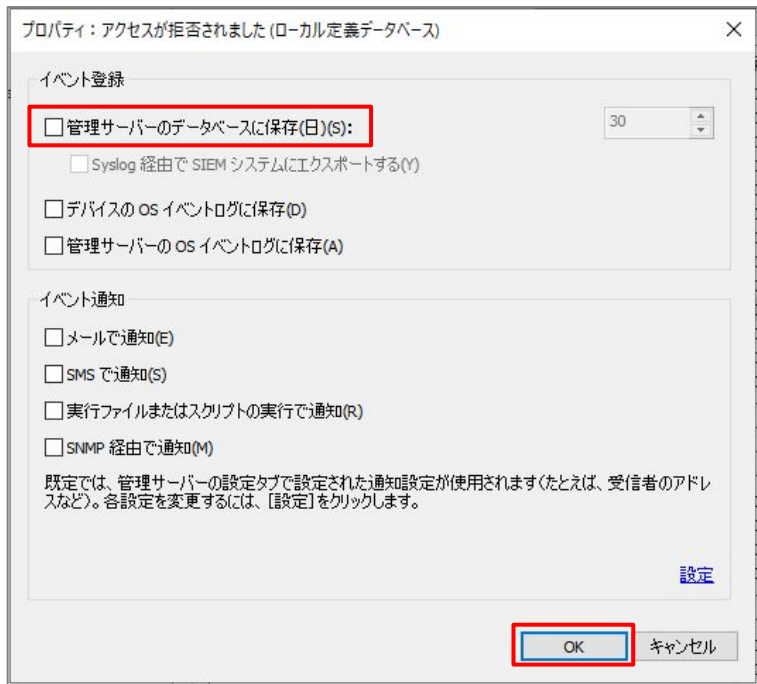 プロパティ：アクセスが拒否されました (ローカル定義データベース)
イベント登録
管理サーバーのデータベースに保存(日)(S):
30
Syslog 経由で SIEM システムにエクスポートする(Y)
デバイスの OS イベントログに保存(D)
管理サーバーの OS イベントログに保存(A)
イベント通知
メールで通知(E)
SMS で通知(S)
実行ファイルまたはスクリプトの実行で通知(R)
SNMP 経由で通知(M)
既定では、管理サーバーの設定タブで設定された通知設定が使用されます(たとえば、受信者のアドレ
スなど)。各設定を変更するには、[設定]をクリックします。
設定
OK
キャンセル